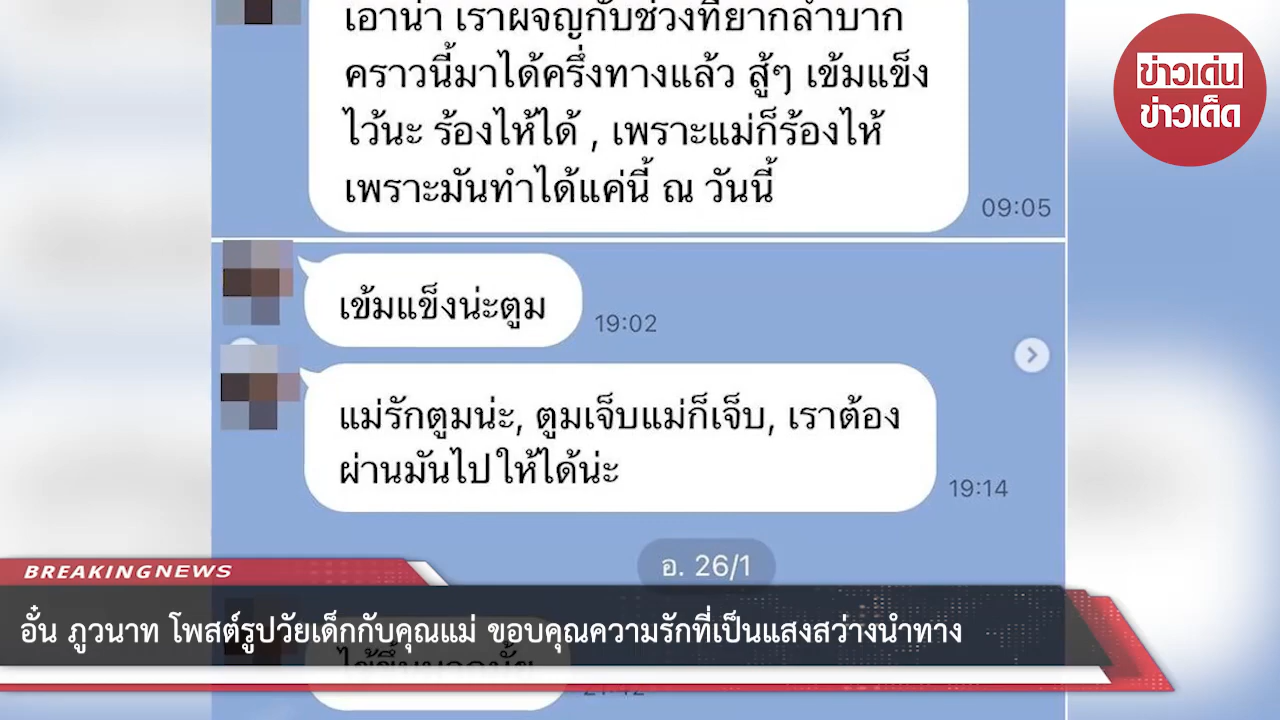 เอาน่า เราผจญกับช่วงที่ยากลำบาก
คราวนี้มาได้ครึ่งทางแล้ว สู้ๆ เข้มแข็ง
ไว้นะ ร้องไห้ได้ , เพราะแม่ก็ร้องไห้
เพราะมันทำได้แค่นี้ ณ วันนี้
09:05
ข่าวเด่น
ข่าวเด็ด
เข้มแข็งน่ะตูม
19:02
แม่รักตูมน่ะ, ตูมเจ็บแม่ก็เจ็บ, เราต้อง
ผ่านมันไป ให้ได้น่ะ
19:14
อ. 26/1
BREAKINGNEWS
อั๋น ภูวนาท โพสต์รูปวัยเด็กกับคุณแม่ ขอบคุณความรักที่เป็นแสงสว่างนำทาง